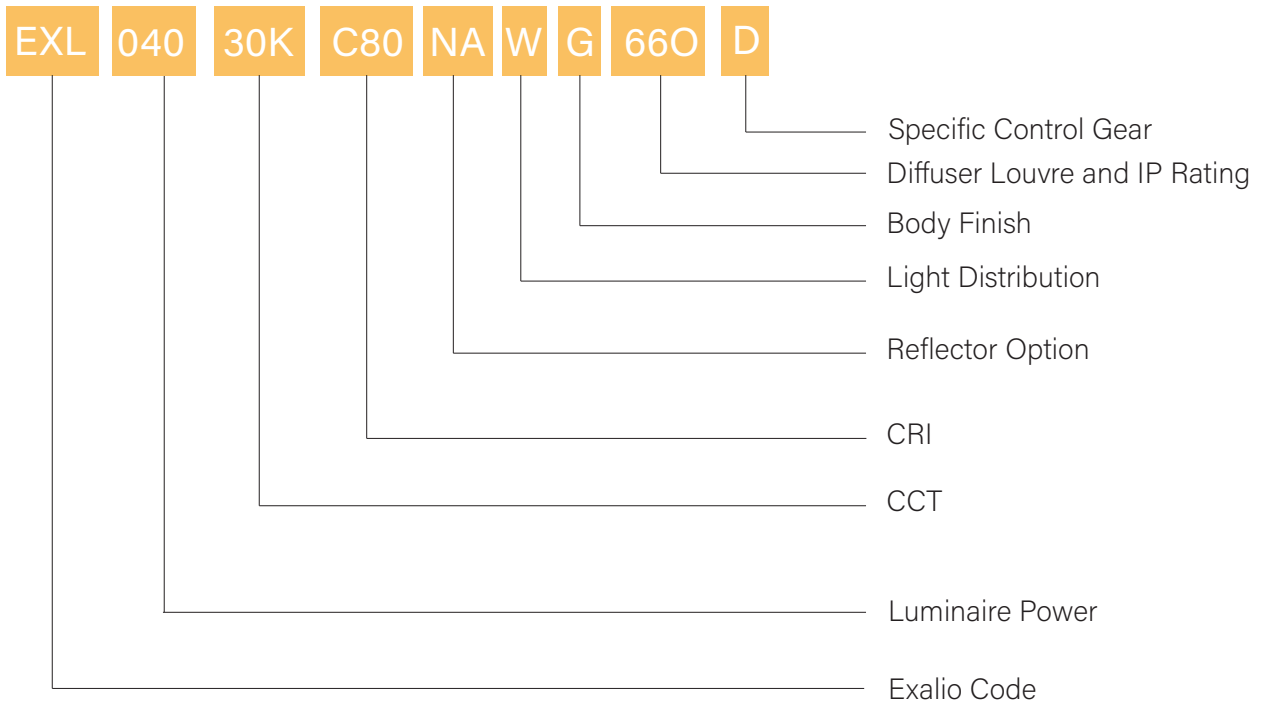 EXL 040 30K C80 NA W G 66O D
Specific Control Gear
Diffuser Louvre and IP Rating
Body Finish
Light Distribution
Reflector Option
CRI
CCT
Luminaire Power
Exalio Code